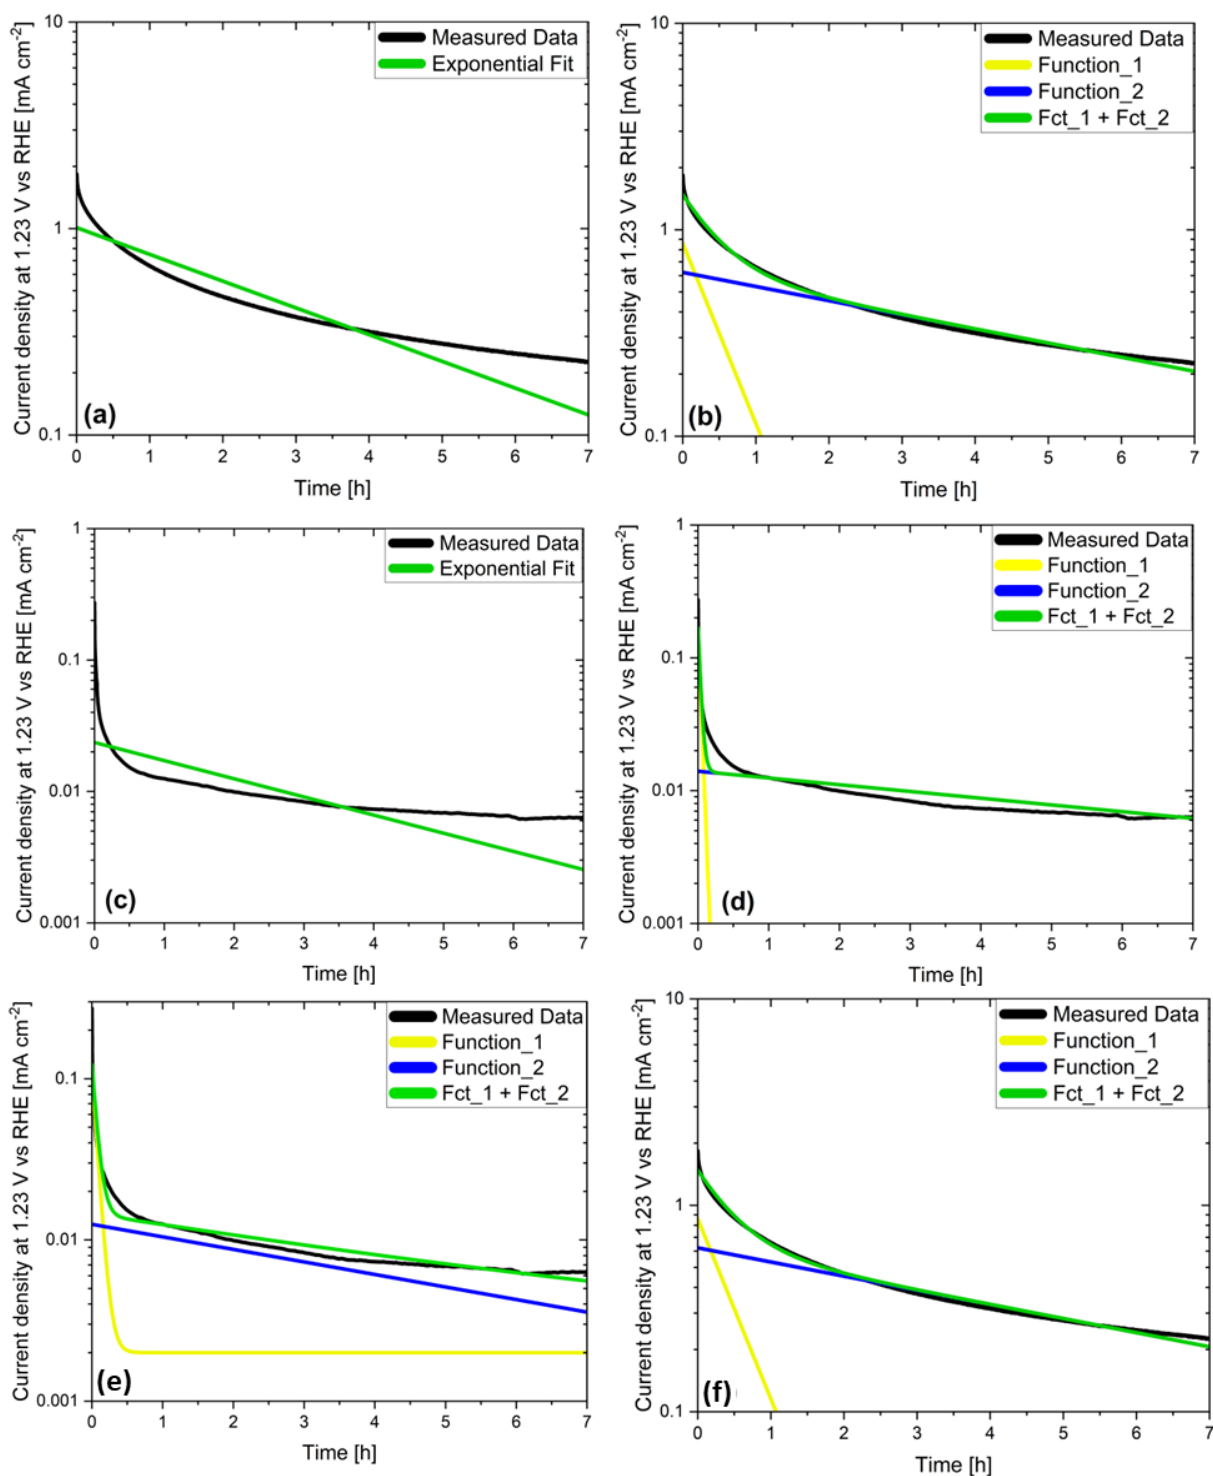 Current density at 1.23 V vs RHE [mA cm⁻²]
10
1
0.1
Measured Data
Exponential Fit
(a)
0 1 2 3 4 5 6 7
Time [h]
Current density at 1.23 V vs RHE [mA cm⁻²]
10
1
0.1
Measured Data
Function_1
Function_2
Fct_1 + Fct_2
(b)
0 1 2 3 4 5 6 7
Time [h]
Current density at 1.23 V vs RHE [mA cm⁻²]
1
0.1
0.01
0.001
Measured Data
Exponential Fit
(c)
0 1 2 3 4 5 6 7
Time [h]
Current density at 1.23 V vs RHE [mA cm⁻²]
1
0.1
0.01
0.001
Measured Data
Function_1
Function_2
Fct_1 + Fct_2
(d)
0 1 2 3 4 5 6 7
Time [h]
Current density at 1.23 V vs RHE [mA cm⁻²]
0.1
0.01
0.001
Measured Data
Function_1
Function_2
Fct_1 + Fct_2
(e)
0 1 2 3 4 5 6 7
Time [h]
Current density at 1.23 V vs RHE [mA cm⁻²]
10
1
0.1
Measured Data
Function_1
Function_2
Fct_1 + Fct_2
(f)
0 1 2 3 4 5 6 7
Time [h]